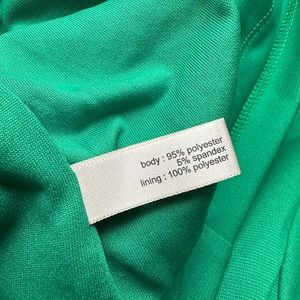 body : 95% polyester
5% spandex
lining : 100% polyester